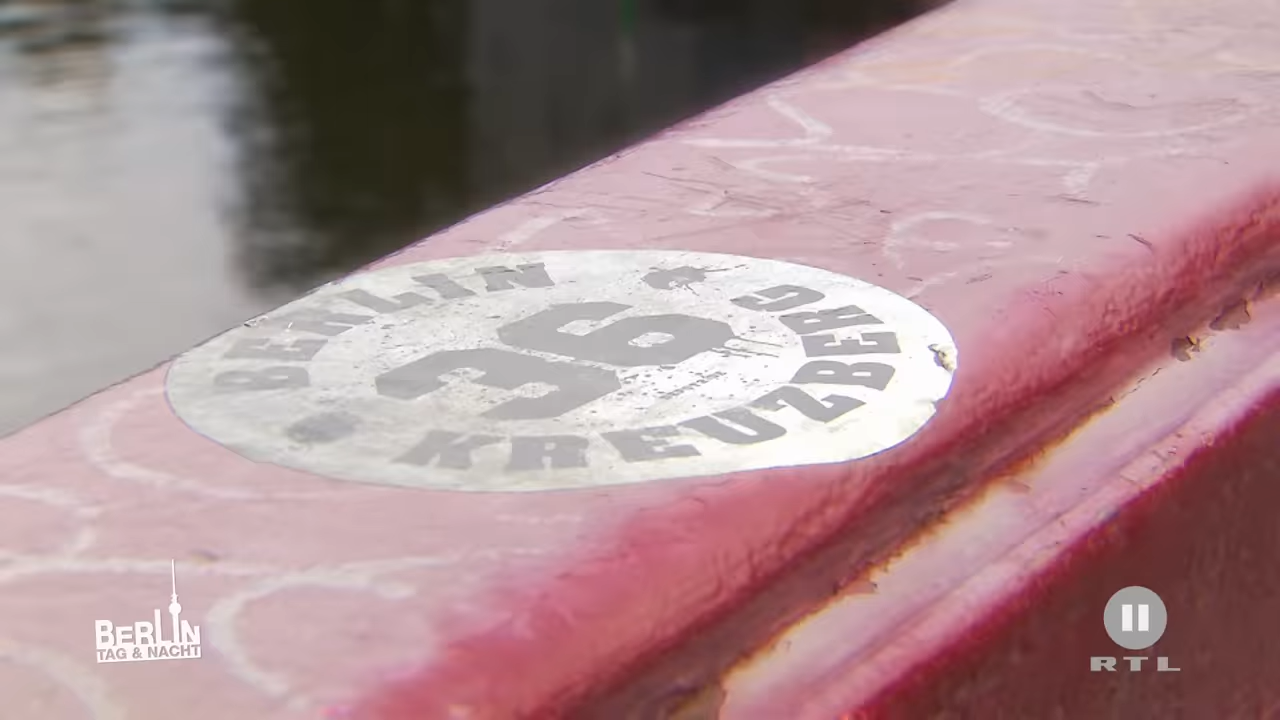 BERLIN
36
KREUZBERG
BERLIN
TAG & NACHT
RTL